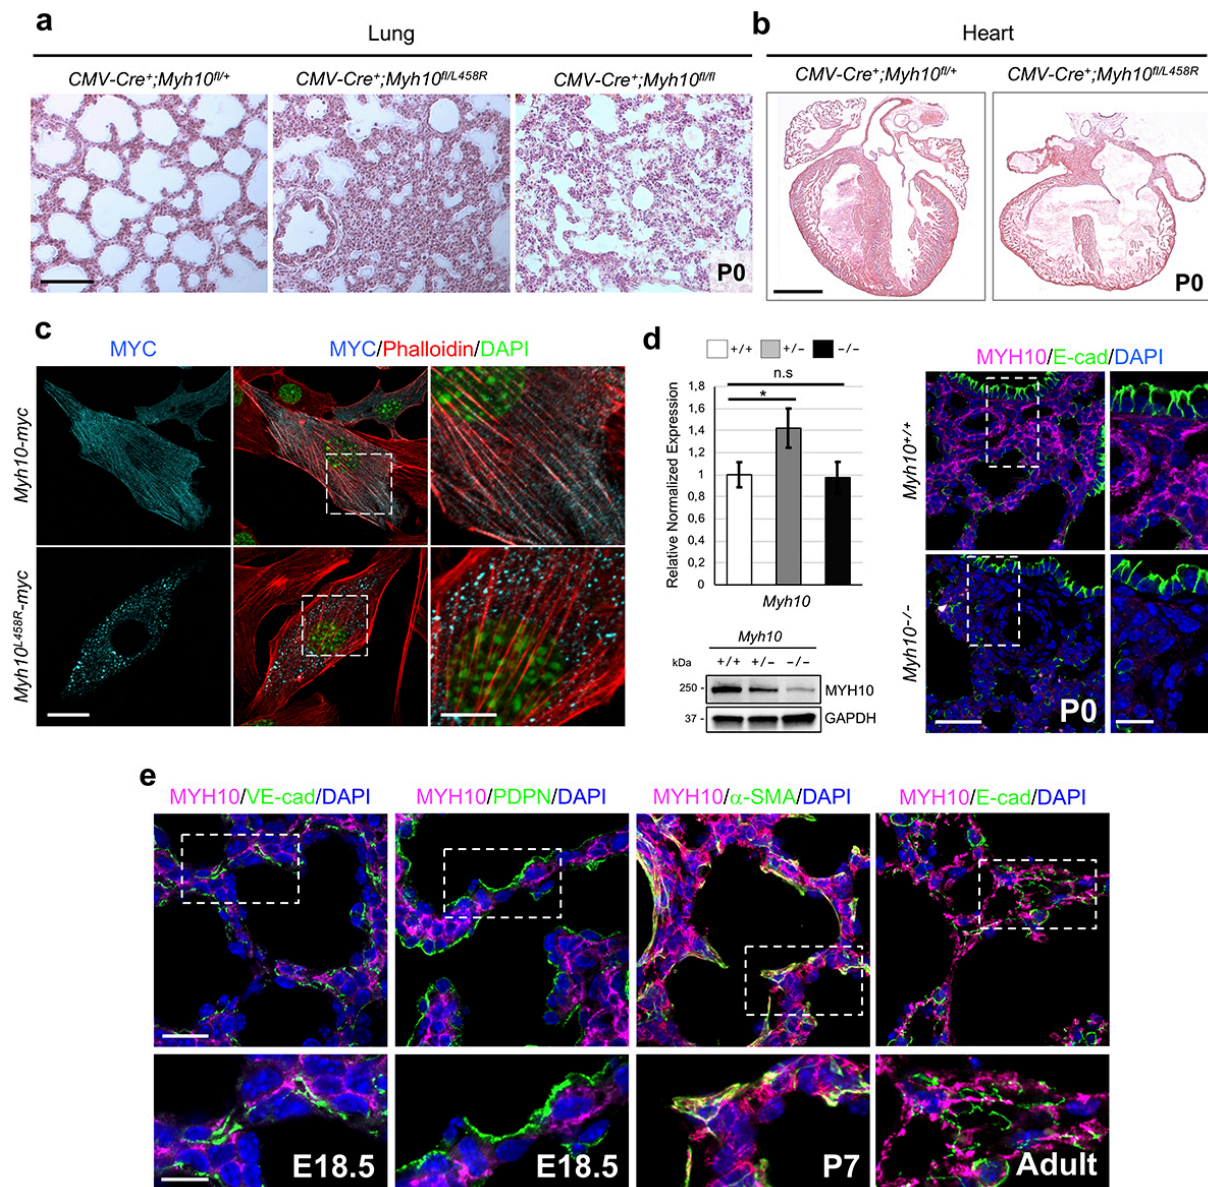 a
Lung
CMV-Cre⁺;Myh10ᶠˡ/⁺
CMV-Cre⁺;Myh10ᶠˡ/ᴸ⁴⁵⁸ᴿ
CMV-Cre⁺;Myh10ᶠˡ/ᶠˡ
P0
b
Heart
CMV-Cre⁺;Myh10ᶠˡ/⁺
CMV-Cre⁺;Myh10ᶠˡ/ᴸ⁴⁵⁸ᴿ
P0
c
MYC
MYC/Phalloidin/DAPI
Myh10-myc
Myh10ᴸ⁴⁵⁸ᴿ-myc
d
+/+
+/−
−/−
n.s
*
Relative Normalized Expression
1,8
1,6
1,4
1,2
1
0,8
0,6
0,4
0,2
0
Myh10
Myh10
kDa
+/+
+/−
−/−
250 -
MYH10
37 -
GAPDH
MYH10/E-cad/DAPI
Myh10⁺/⁺
Myh10⁻/⁻
P0
e
MYH10/VE-cad/DAPI
MYH10/PDPN/DAPI
MYH10/α-SMA/DAPI
MYH10/E-cad/DAPI
E18.5
E18.5
P7
Adult